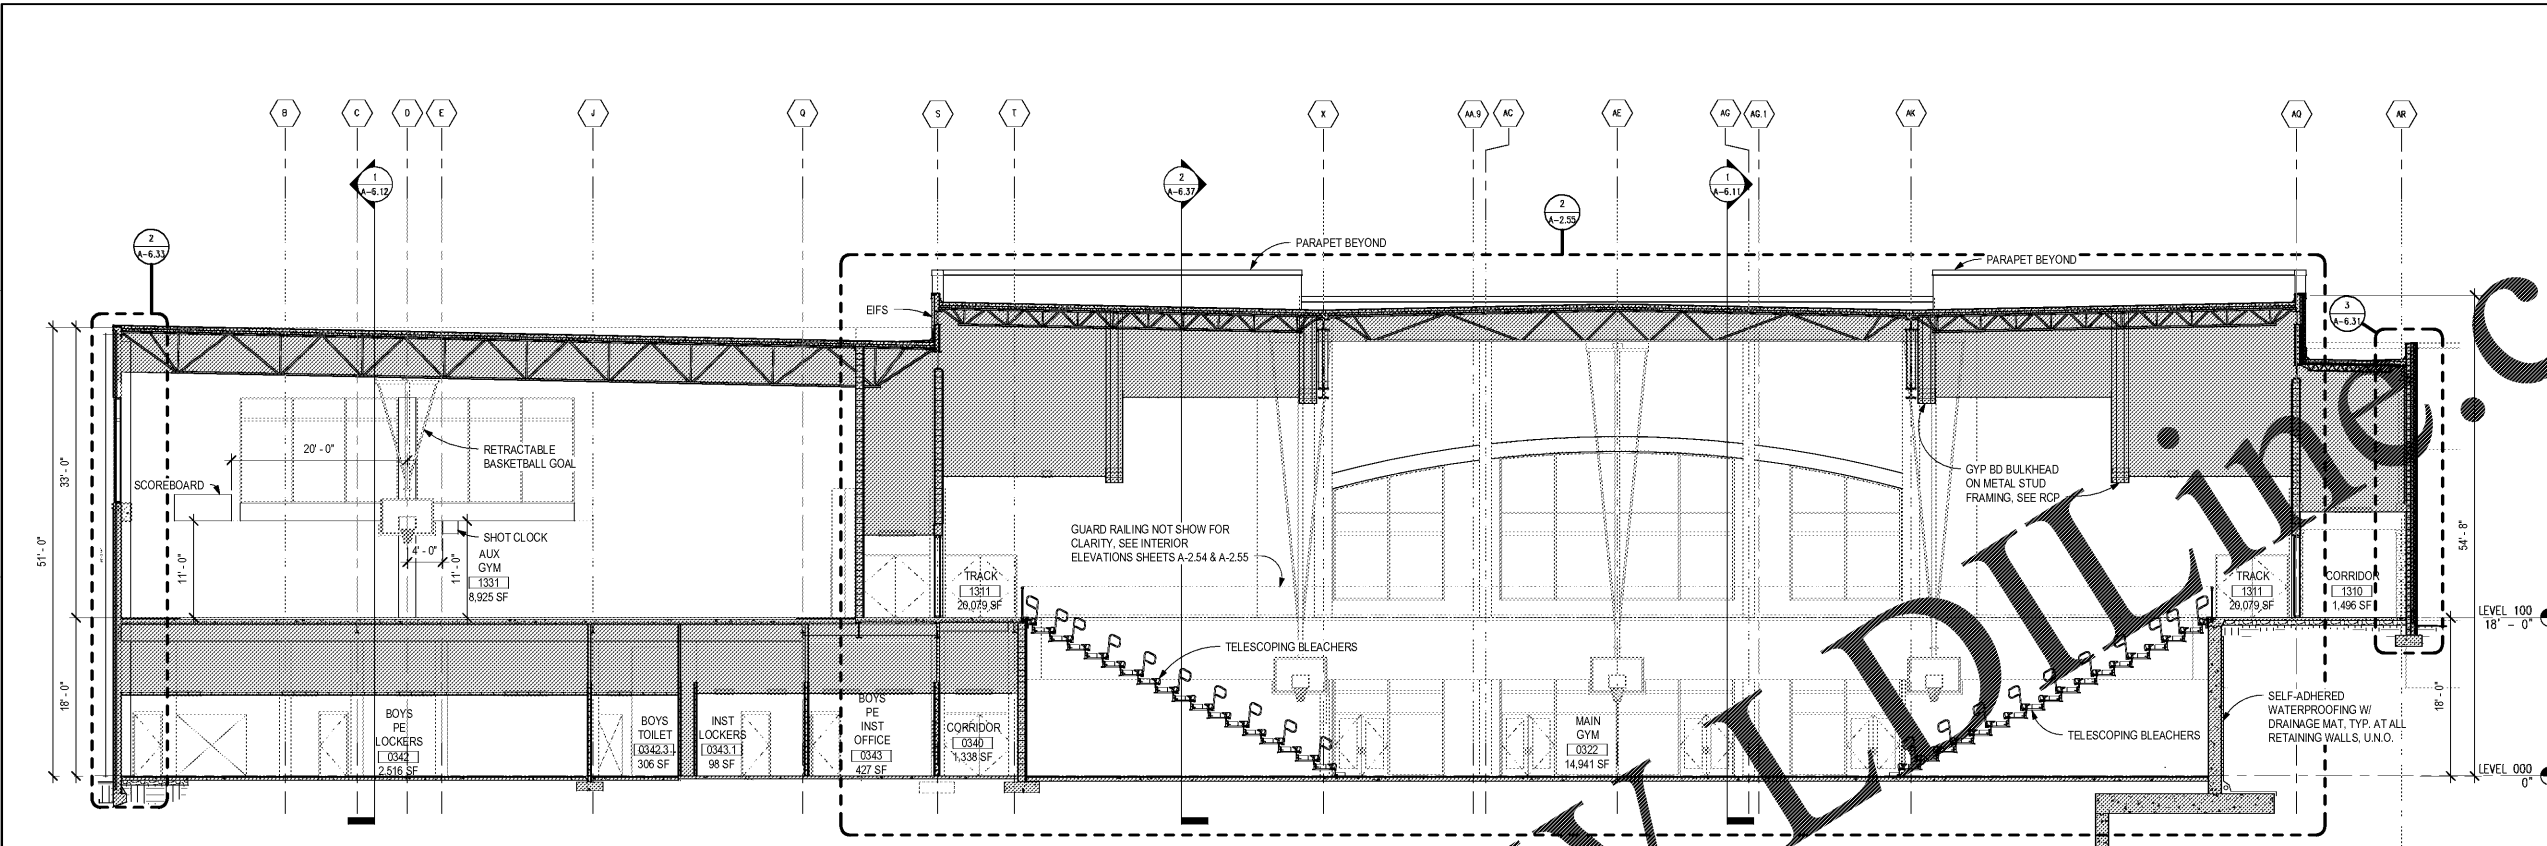 B
C
D
E
J
Q
S
T
X
AA.9
AC
AE
AG
AG.1
AK
AQ
AR
1
A-6.12
2
A-6.37
1
A-6.11
2
A-2.55
2
A-6.33
3
A-6.31
PARAPET BEYOND
PARAPET BEYOND
EIFS
RETRACTABLE
BASKETBALL GOAL
20' - 0"
SCOREBOARD
SHOT CLOCK
4' - 0"
11' - 0"
11' - 0"
AUX
GYM
1331
8,925 SF
33' - 0"
51' - 0"
18' - 0"
GUARD RAILING NOT SHOW FOR
CLARITY, SEE INTERIOR
ELEVATIONS SHEETS A-2.54 & A-2.55
GYP BD BULKHEAD
ON METAL STUD
FRAMING, SEE RCP
TRACK
1311
20,079 SF
TRACK
1311
20,079 SF
CORRIDOR
1310
1,496 SF
54' - 8"
18' - 0"
LEVEL 100
18' - 0"
LEVEL 000
0"
TELESCOPING BLEACHERS
TELESCOPING BLEACHERS
BOYS
PE
LOCKERS
0342
2,516 SF
BOYS
TOILET
0342.3
306 SF
INST
LOCKERS
0343.1
98 SF
BOYS
PE
INST
OFFICE
0343
427 SF
CORRIDOR
0340
1,338 SF
MAIN
GYM
0322
14,941 SF
SELF-ADHERED
WATERPROOFING W/
DRAINAGE MAT, TYP. AT ALL
RETAINING WALLS, U.N.O.
YLDILine.c